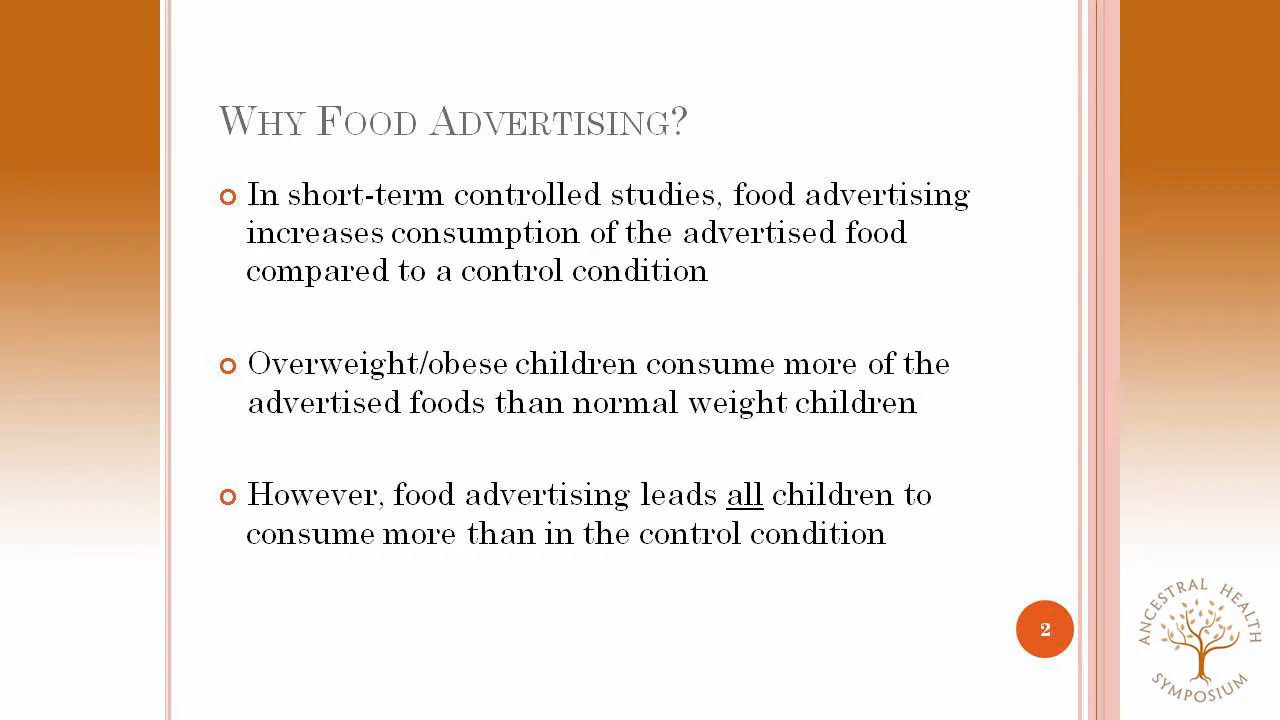 WHY FOOD ADVERTISING?
In short-term controlled studies, food advertising
increases consumption of the advertised food
compared to a control condition
Overweight/obese children consume more of the
advertised foods than normal weight children
However, food advertising leads all children to
consume more than in the control condition
2
ANCESTRAL HEALTH
SYMPOSIUM